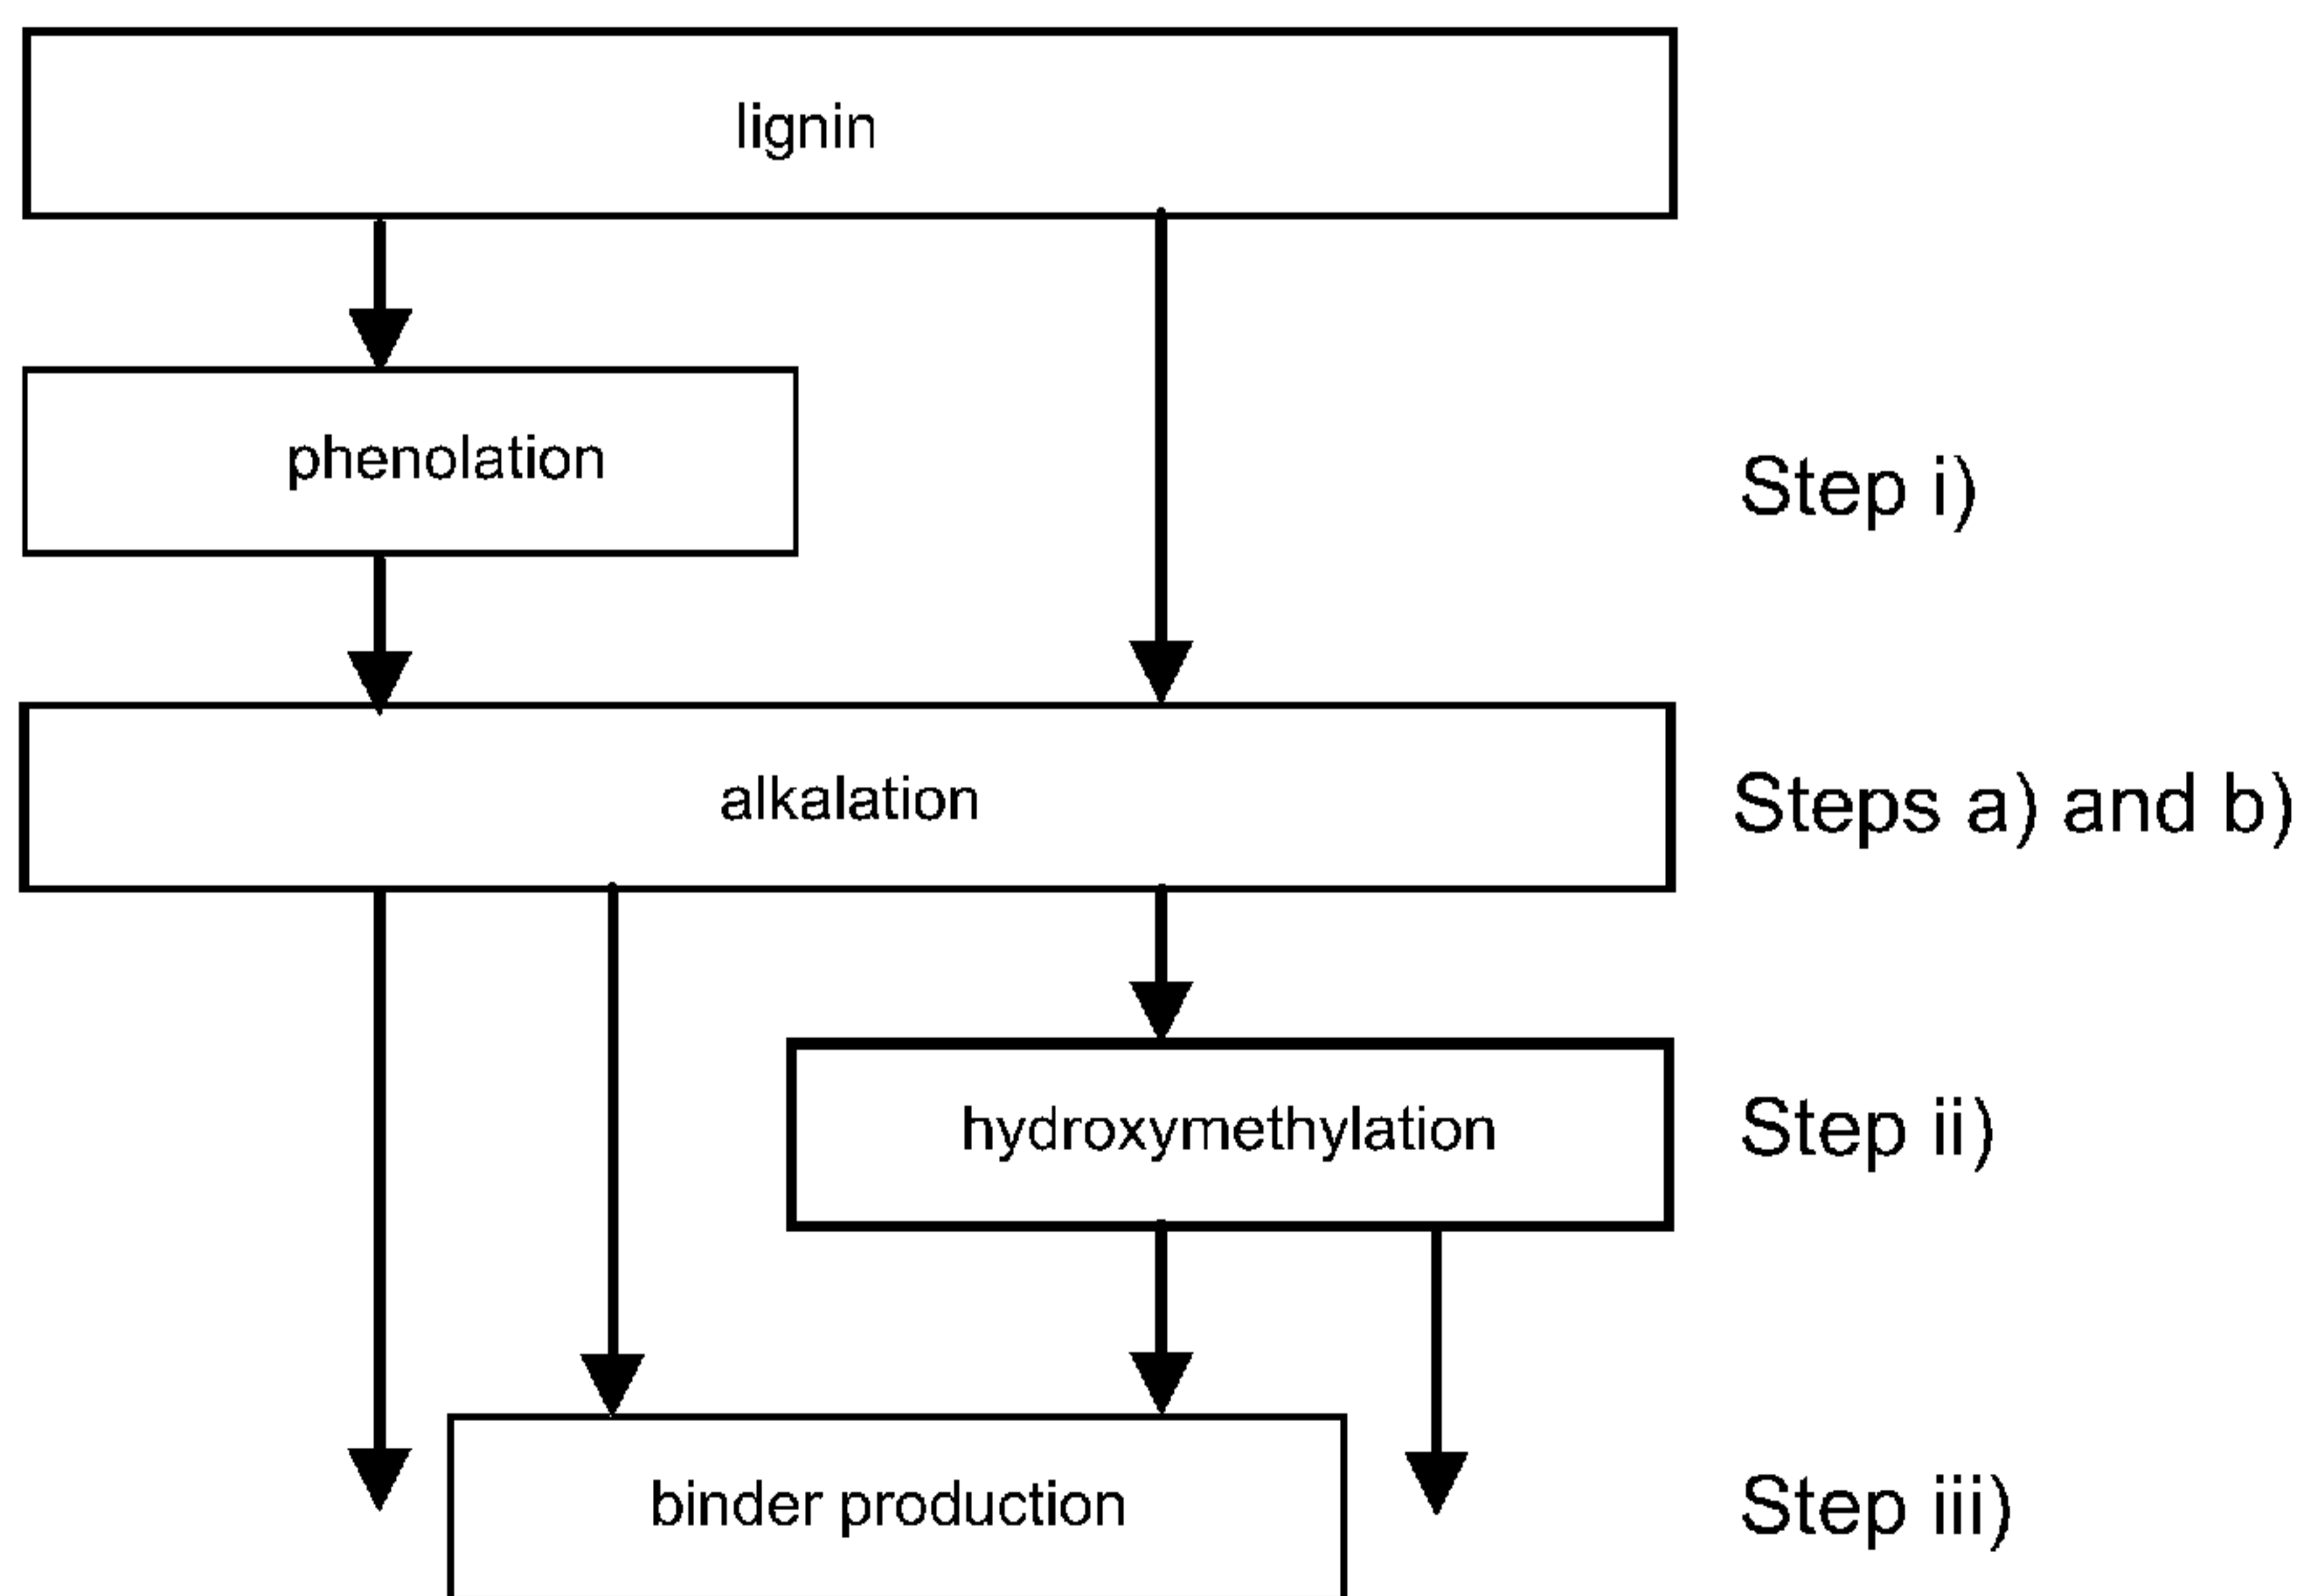 lignin
phenolation
Step i)
alkalation
Steps a) and b)
hydroxymethylation
Step ii)
binder production
Step iii)